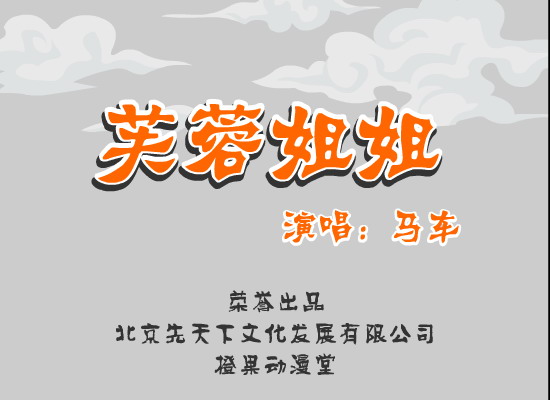 芙蓉姐姐
演唱：马车
荣誉出品
北京先天下文化发展有限公司
橙果动漫堂